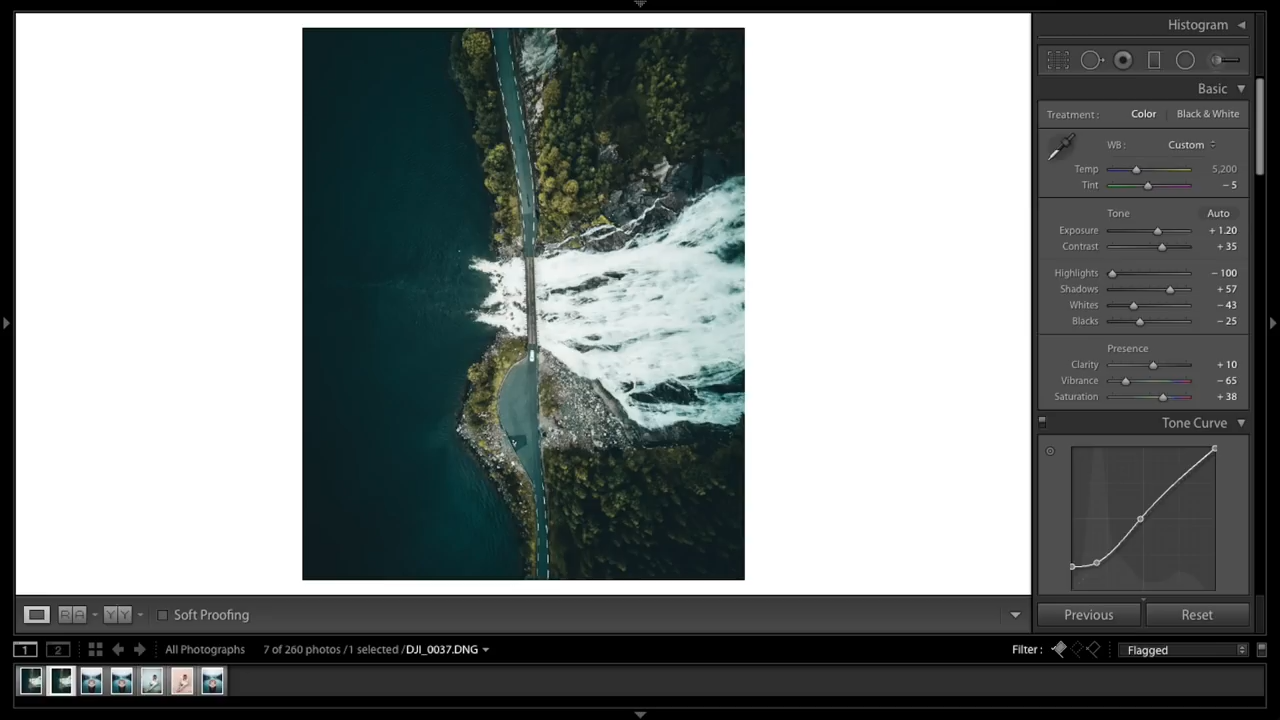 Histogram
Basic
Treatment : Color Black & White
WB : Custom
Temp 5,200
Tint – 5
Tone Auto
Exposure + 1.20
Contrast + 35
Highlights – 100
Shadows + 57
Whites – 43
Blacks – 25
Presence
Clarity + 10
Vibrance – 65
Saturation + 38
Tone Curve
R A Y Y Soft Proofing Previous Reset
1 2 All Photographs 7 of 260 photos / 1 selected / DJI_0037.DNG Filter : Flagged